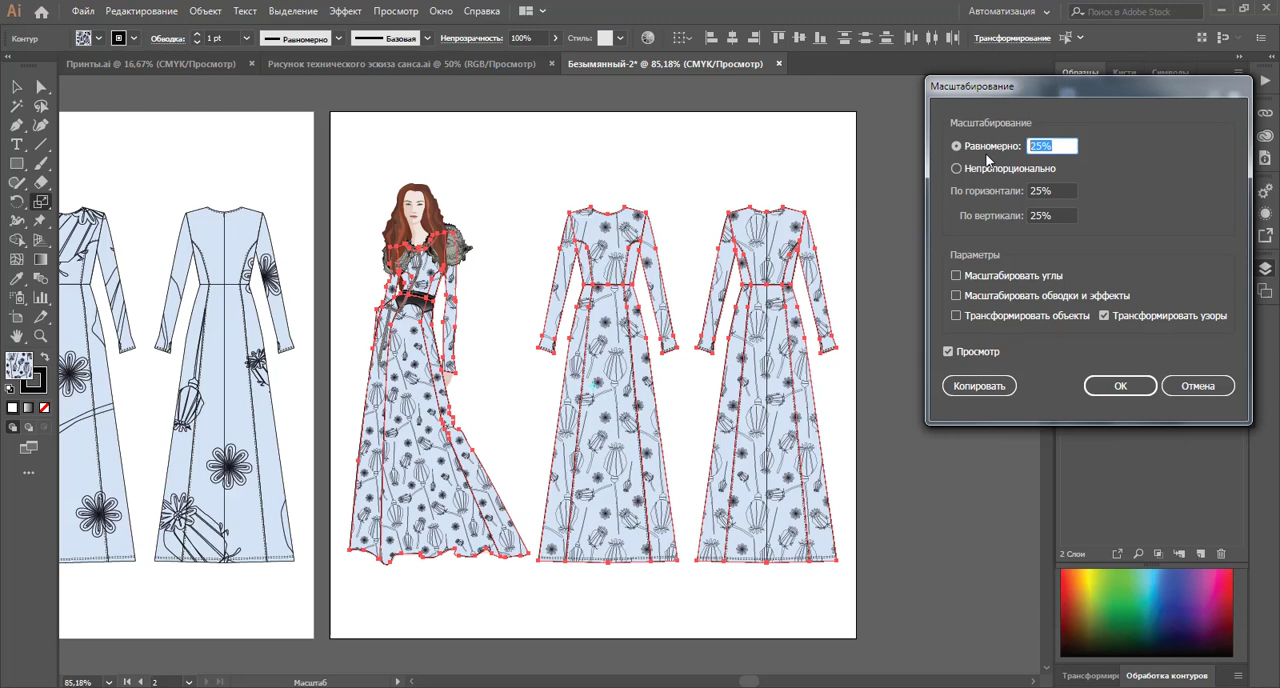 Ai
Файл Редактирование Объект Текст Выделение Эффект Просмотр Окно Справка
Автоматизация
Поиск в Adobe Stock
Контур
Обводка:
1 pt
Равномерно
Базовая
Непрозрачность:
100%
Стиль:
Трансформирование
Принты.ai @ 16,67% (CMYK/Просмотр)
Рисунок технического эскиза санса.ai @ 50% (RGB/Просмотр)
Безымянный-2* @ 85,18% (CMYK/Просмотр)
Образцы Кисти Символы
Масштабирование
Масштабирование
Равномерно: 25%
Непропорционально
По горизонтали: 25%
По вертикали: 25%
Параметры
Масштабировать углы
Масштабировать обводки и эффекты
Трансформировать объекты
Трансформировать узоры
Просмотр
Копировать
OK
Отмена
2 Слои
85,18%
2
Масштаб
Трансформиро
Обработка контуров